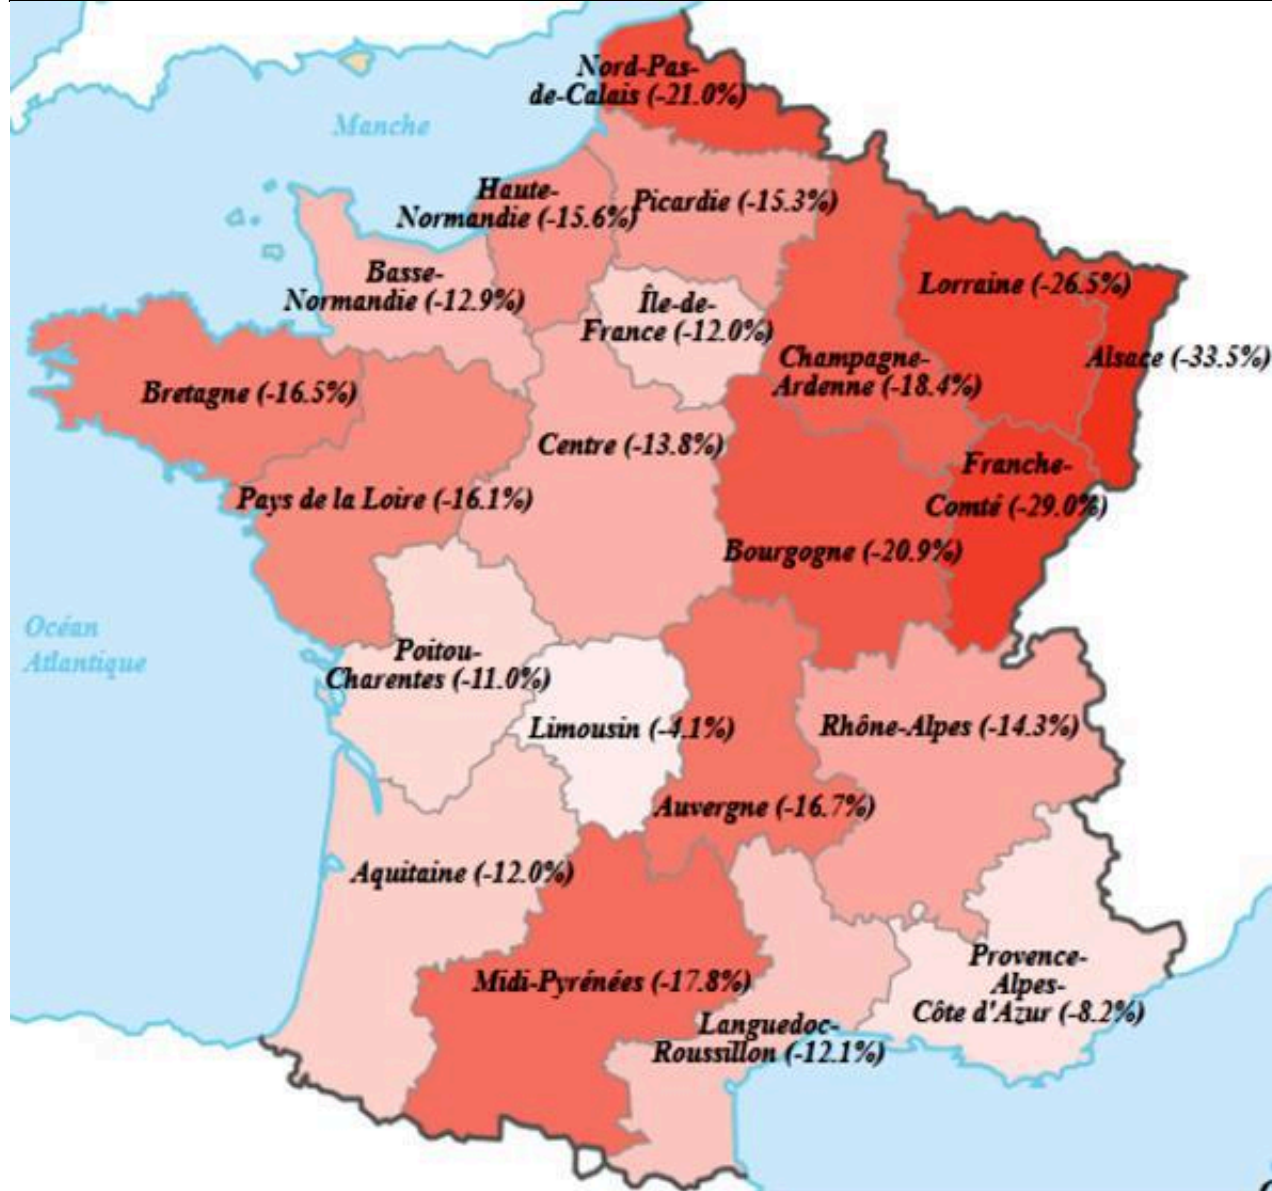 Nord-Pas-
de-Calais (-21.0%)
Manche
Haute-
Normandie (-15.6%)
Picardie (-15.3%)
Basse-
Normandie (-12.9%)
Île-de-
France (-12.0%)
Lorraine (-26.5%)
Alsace (-33.5%)
Champagne-
Ardenne (-18.4%)
Bretagne (-16.5%)
Centre (-13.8%)
Franche-
Comté (-29.0%)
Pays de la Loire (-16.1%)
Bourgogne (-20.9%)
Océan
Atlantique
Poitou-
Charentes (-11.0%)
Limousin (-4.1%)
Rhône-Alpes (-14.3%)
Auvergne (-16.7%)
Aquitaine (-12.0%)
Midi-Pyrénées (-17.8%)
Provence-
Alpes-
Côte d'Azur (-8.2%)
Languedoc-
Roussillon (-12.1%)